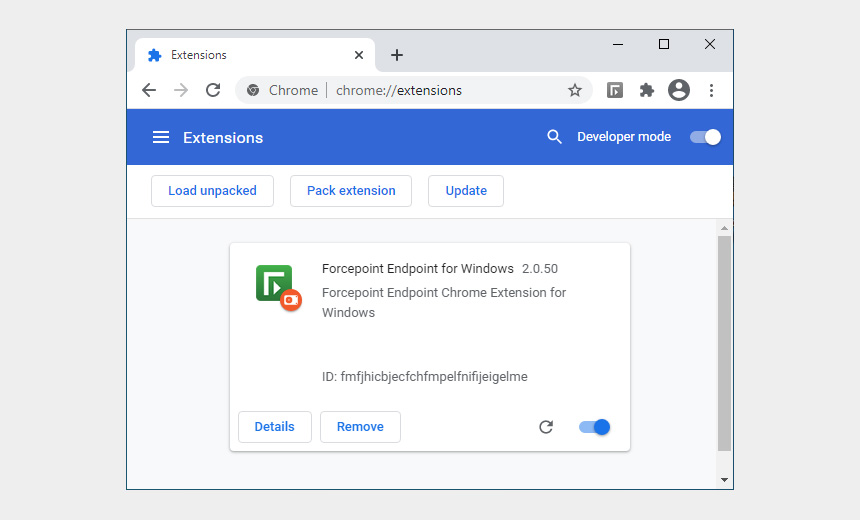 Extensions
Chrome chrome://extensions
Extensions Developer mode
Load unpacked Pack extension Update
Forcepoint Endpoint for Windows 2.0.50
Forcepoint Endpoint Chrome Extension for
Windows
ID: fmfjhicbjecfchfmpelfnifijeigelme
Details Remove